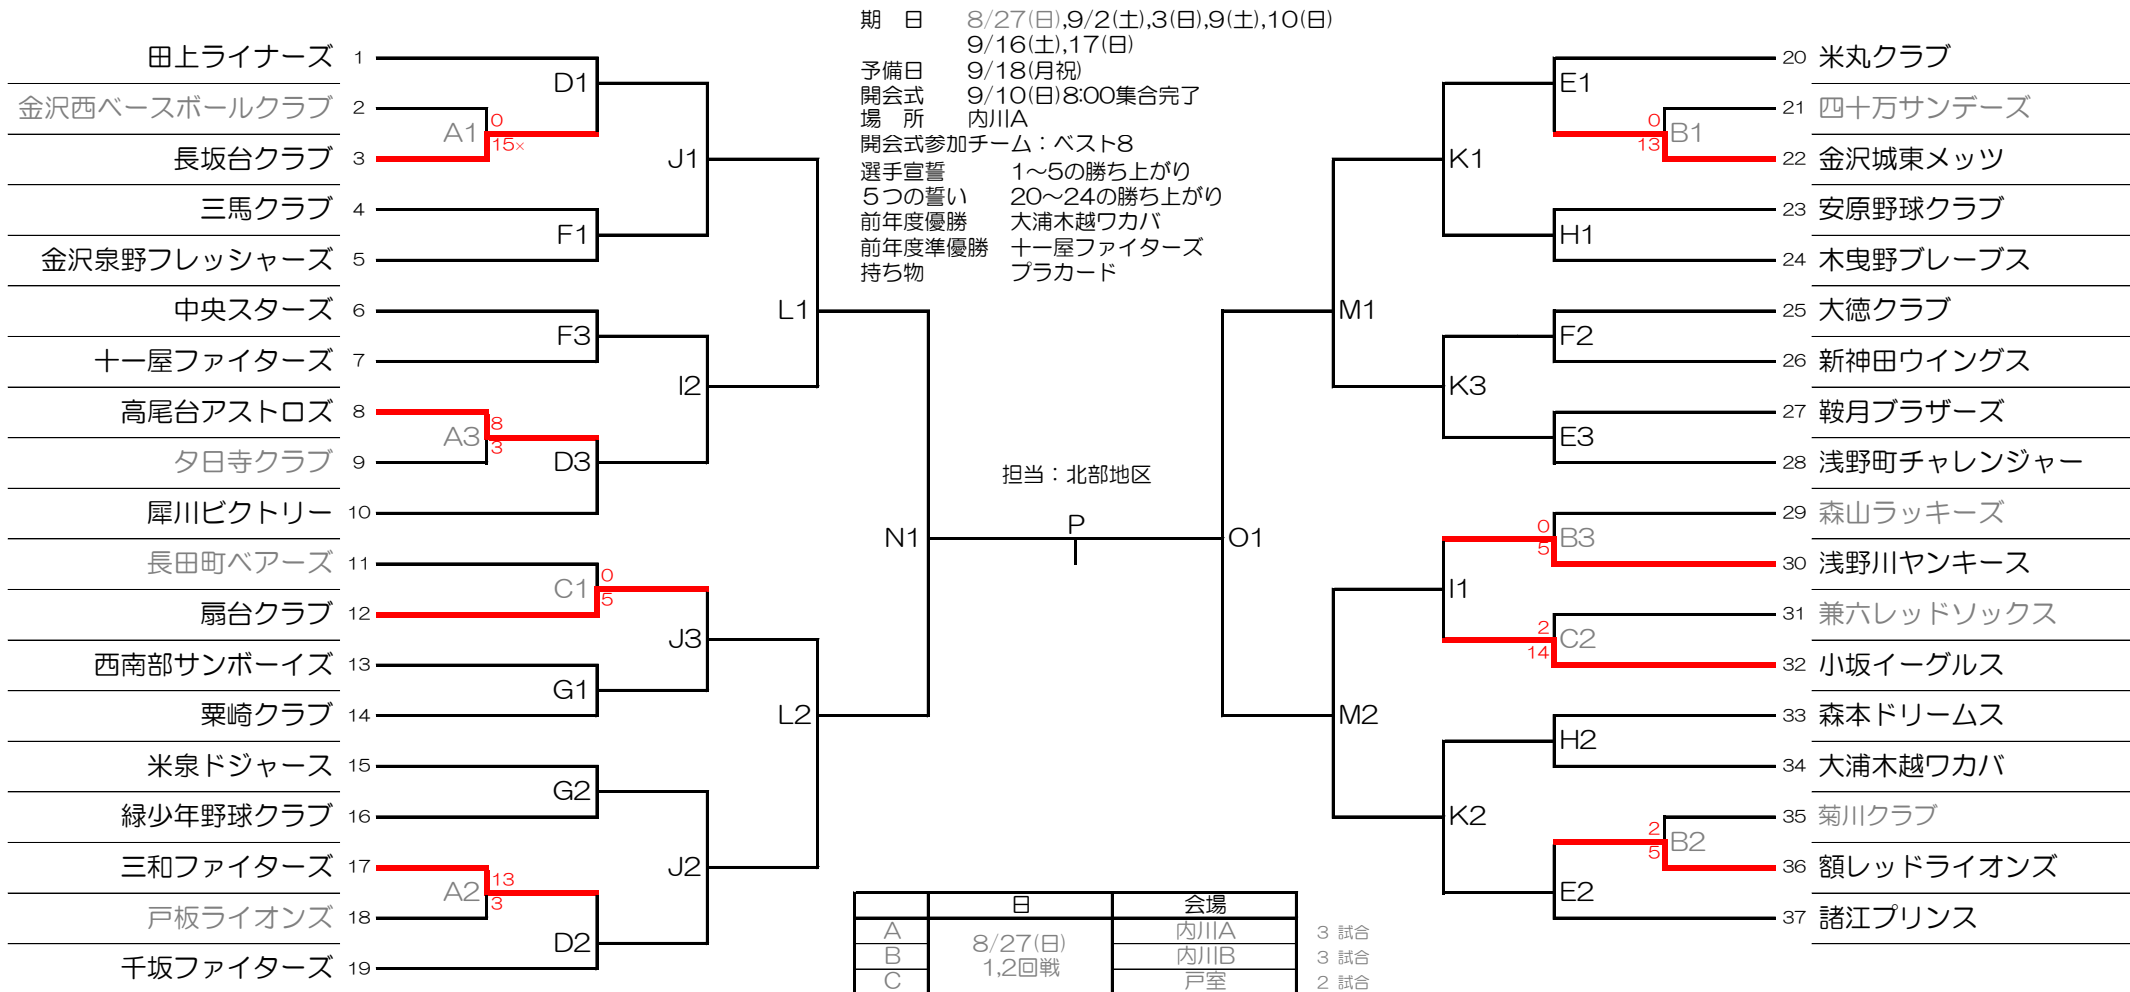 期　日　8/27(日),9/2(土),3(日),9(土),10(日)
9/16(土),17(日)
予備日　9/18(月祝)
開会式　9/10(日)8:00集合完了
場　所　内川A
開会式参加チーム：ベスト8
選手宣誓　1～5の勝ち上がり
５つの誓い　20～24の勝ち上がり
前年度優勝　大浦木越ワカバ
前年度準優勝　十一屋ファイターズ
持ち物　プラカード
田上ライナーズ 1
金沢西ベースボールクラブ 2
長坂台クラブ 3
三馬クラブ 4
金沢泉野フレッシャーズ 5
中央スターズ 6
十一屋ファイターズ 7
高尾台アストロズ 8
夕日寺クラブ 9
犀川ビクトリー 10
長田町ベアーズ 11
扇台クラブ 12
西南部サンボーイズ 13
粟崎クラブ 14
米泉ドジャース 15
緑少年野球クラブ 16
三和ファイターズ 17
戸板ライオンズ 18
千坂ファイターズ 19
D1
A1
0
15×
F1
F3
A3
8
3
D3
C1
0
5
G1
G2
A2
13
3
D2
J1
I2
J3
J2
L1
L2
N1
担当：北部地区
P
O1
M1
M2
K1
K3
I1
K2
E1
0
13
B1
H1
F2
E3
0
5
B3
2
14
C2
H2
2
5
B2
E2
20 米丸クラブ
21 四十万サンデーズ
22 金沢城東メッツ
23 安原野球クラブ
24 木曳野ブレーブス
25 大徳クラブ
26 新神田ウイングス
27 鞍月ブラザーズ
28 浅野町チャレンジャー
29 森山ラッキーズ
30 浅野川ヤンキース
31 兼六レッドソックス
32 小坂イーグルス
33 森本ドリームス
34 大浦木越ワカバ
35 菊川クラブ
36 額レッドライオンズ
37 諸江プリンス
日　会場
A　内川A　3 試合
8/27(日)
B　内川B　3 試合
1,2回戦
C　戸室　2 試合